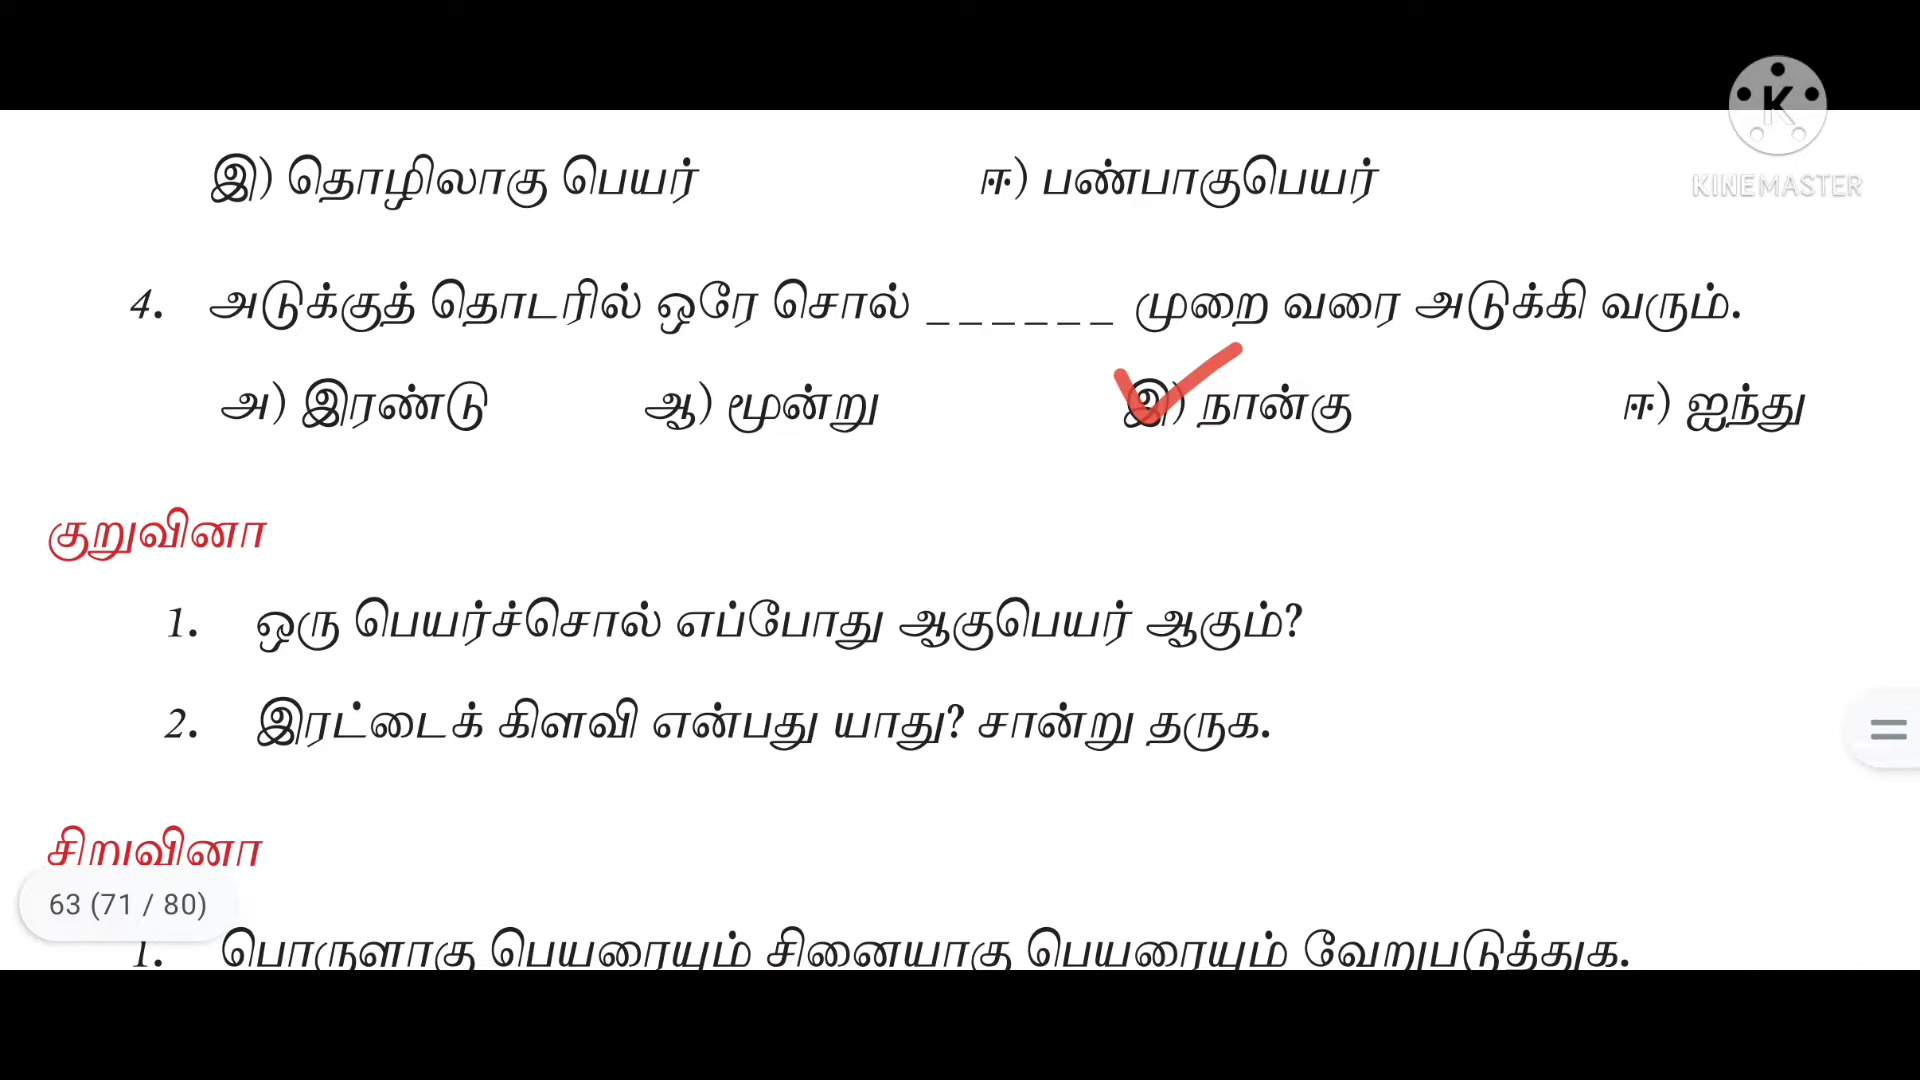 KINEMASTER
இ) தொழிலாகு பெயர் ஈ) பண்பாகுபெயர்
4. அடுக்குத் தொடரில் ஒரே சொல் _ _ _ _ _ _ முறை வரை அடுக்கி வரும்.
அ) இரண்டு ஆ) மூன்று இ) நான்கு ஈ) ஐந்து
குறுவினா
1. ஒரு பெயர்ச்சொல் எப்போது ஆகுபெயர் ஆகும்?
2. இரட்டைக் கிளவி என்பது யாது? சான்று தருக.
சிறுவினா
63 (71 / 80)
1. பொருளாகு பெயரையும் சினையாகு பெயரையும் வேறுபடுத்துக.